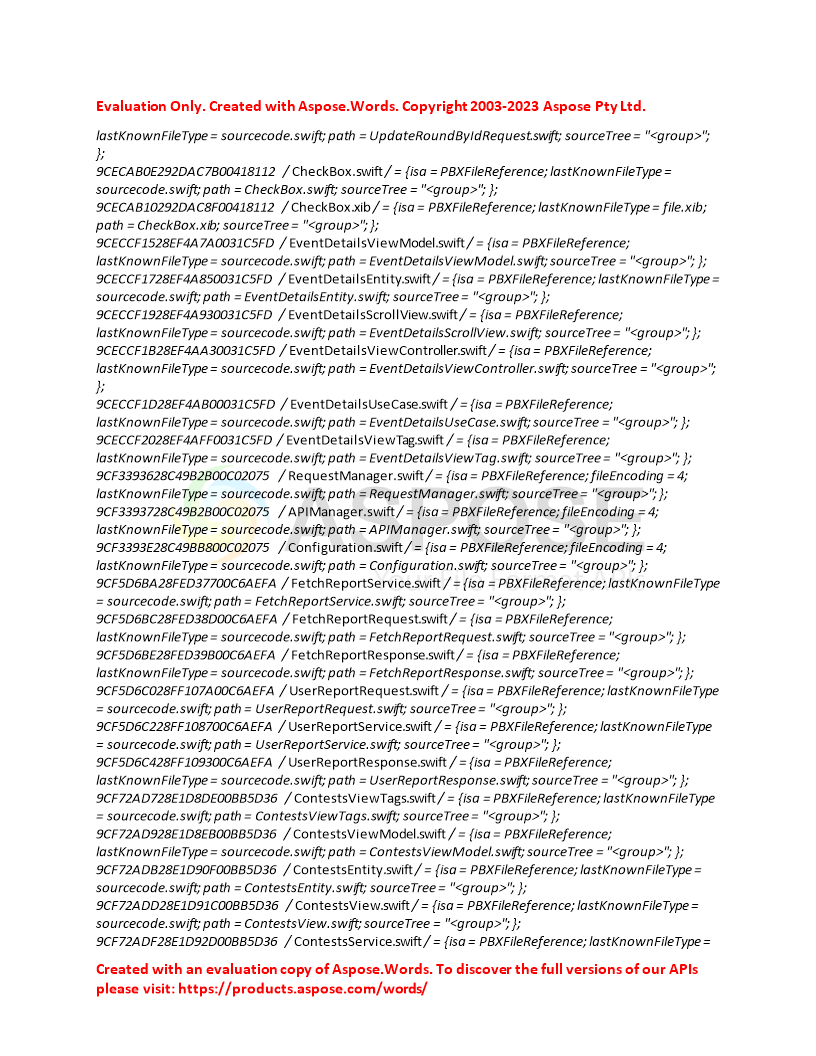 Evaluation Only. Created with Aspose.Words. Copyright 2003-2023 Aspose Pty Ltd.
lastKnownFileType = sourcecode.swift; path = UpdateRoundByIdRequest.swift; sourceTree = "<group>";
};
9CECAB0E292DAC7B00418112 / CheckBox.swift / = {isa = PBXFileReference; lastKnownFileType =
sourcecode.swift; path = CheckBox.swift; sourceTree = "<group>"; };
9CECAB10292DAC8F00418112 / CheckBox.xib / = {isa = PBXFileReference; lastKnownFileType = file.xib;
path = CheckBox.xib; sourceTree = "<group>"; };
9CECCF1528EF4A7A0031C5FD / EventDetailsViewModel.swift / = {isa = PBXFileReference;
lastKnownFileType = sourcecode.swift; path = EventDetailsViewModel.swift; sourceTree = "<group>"; };
9CECCF1728EF4A850031C5FD / EventDetailsEntity.swift / = {isa = PBXFileReference; lastKnownFileType =
sourcecode.swift; path = EventDetailsEntity.swift; sourceTree = "<group>"; };
9CECCF1928EF4A930031C5FD / EventDetailsScrollView.swift / = {isa = PBXFileReference;
lastKnownFileType = sourcecode.swift; path = EventDetailsScrollView.swift; sourceTree = "<group>"; };
9CECCF1B28EF4AA30031C5FD / EventDetailsViewController.swift / = {isa = PBXFileReference;
lastKnownFileType = sourcecode.swift; path = EventDetailsViewController.swift; sourceTree = "<group>";
};
9CECCF1D28EF4AB00031C5FD / EventDetailsUseCase.swift / = {isa = PBXFileReference;
lastKnownFileType = sourcecode.swift; path = EventDetailsUseCase.swift; sourceTree = "<group>"; };
9CECCF2028EF4AFF0031C5FD / EventDetailsViewTag.swift / = {isa = PBXFileReference;
lastKnownFileType = sourcecode.swift; path = EventDetailsViewTag.swift; sourceTree = "<group>"; };
9CF3393628C49B2B00C02075 / RequestManager.swift / = {isa = PBXFileReference; fileEncoding = 4;
lastKnownFileType = sourcecode.swift; path = RequestManager.swift; sourceTree = "<group>"; };
9CF3393728C49B2B00C02075 / APIManager.swift / = {isa = PBXFileReference; fileEncoding = 4;
lastKnownFileType = sourcecode.swift; path = APIManager.swift; sourceTree = "<group>"; };
9CF3393E28C49BB800C02075 / Configuration.swift / = {isa = PBXFileReference; fileEncoding = 4;
lastKnownFileType = sourcecode.swift; path = Configuration.swift; sourceTree = "<group>"; };
9CF5D6BA28FED37700C6AEFA / FetchReportService.swift / = {isa = PBXFileReference; lastKnownFileType
= sourcecode.swift; path = FetchReportService.swift; sourceTree = "<group>"; };
9CF5D6BC28FED38D00C6AEFA / FetchReportRequest.swift / = {isa = PBXFileReference;
lastKnownFileType = sourcecode.swift; path = FetchReportRequest.swift; sourceTree = "<group>"; };
9CF5D6BE28FED39B00C6AEFA / FetchReportResponse.swift / = {isa = PBXFileReference;
lastKnownFileType = sourcecode.swift; path = FetchReportResponse.swift; sourceTree = "<group>"; };
9CF5D6C028FF107A00C6AEFA / UserReportRequest.swift / = {isa = PBXFileReference; lastKnownFileType
= sourcecode.swift; path = UserReportRequest.swift; sourceTree = "<group>"; };
9CF5D6C228FF108700C6AEFA / UserReportService.swift / = {isa = PBXFileReference; lastKnownFileType
= sourcecode.swift; path = UserReportService.swift; sourceTree = "<group>"; };
9CF5D6C428FF109300C6AEFA / UserReportResponse.swift / = {isa = PBXFileReference;
lastKnownFileType = sourcecode.swift; path = UserReportResponse.swift; sourceTree = "<group>"; };
9CF72AD728E1D8DE00BB5D36 / ContestsViewTags.swift / = {isa = PBXFileReference; lastKnownFileType
= sourcecode.swift; path = ContestsViewTags.swift; sourceTree = "<group>"; };
9CF72AD928E1D8EB00BB5D36 / ContestsViewModel.swift / = {isa = PBXFileReference;
lastKnownFileType = sourcecode.swift; path = ContestsViewModel.swift; sourceTree = "<group>"; };
9CF72ADB28E1D90F00BB5D36 / ContestsEntity.swift / = {isa = PBXFileReference; lastKnownFileType =
sourcecode.swift; path = ContestsEntity.swift; sourceTree = "<group>"; };
9CF72ADD28E1D91C00BB5D36 / ContestsView.swift / = {isa = PBXFileReference; lastKnownFileType =
sourcecode.swift; path = ContestsView.swift; sourceTree = "<group>"; };
9CF72ADF28E1D92D00BB5D36 / ContestsService.swift / = {isa = PBXFileReference; lastKnownFileType =
Created with an evaluation copy of Aspose.Words. To discover the full versions of our APIs
please visit: https://products.aspose.com/words/
ASPOSE